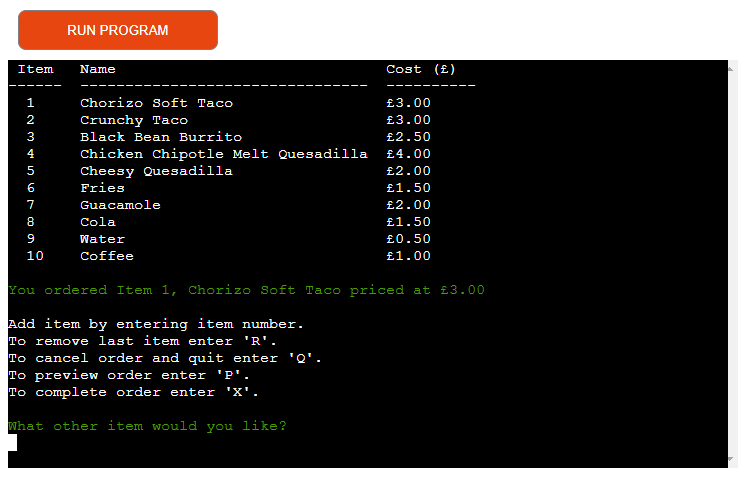 RUN PROGRAM
Item Name Cost (£)
------ -------------------------------- ----------
1 Chorizo Soft Taco £3.00
2 Crunchy Taco £3.00
3 Black Bean Burrito £2.50
4 Chicken Chipotle Melt Quesadilla £4.00
5 Cheesy Quesadilla £2.00
6 Fries £1.50
7 Guacamole £2.00
8 Cola £1.50
9 Water £0.50
10 Coffee £1.00
You ordered Item 1, Chorizo Soft Taco priced at £3.00
Add item by entering item number.
To remove last item enter 'R'.
To cancel order and quit enter 'Q'.
To preview order enter 'P'.
To complete order enter 'X'.
What other item would you like?